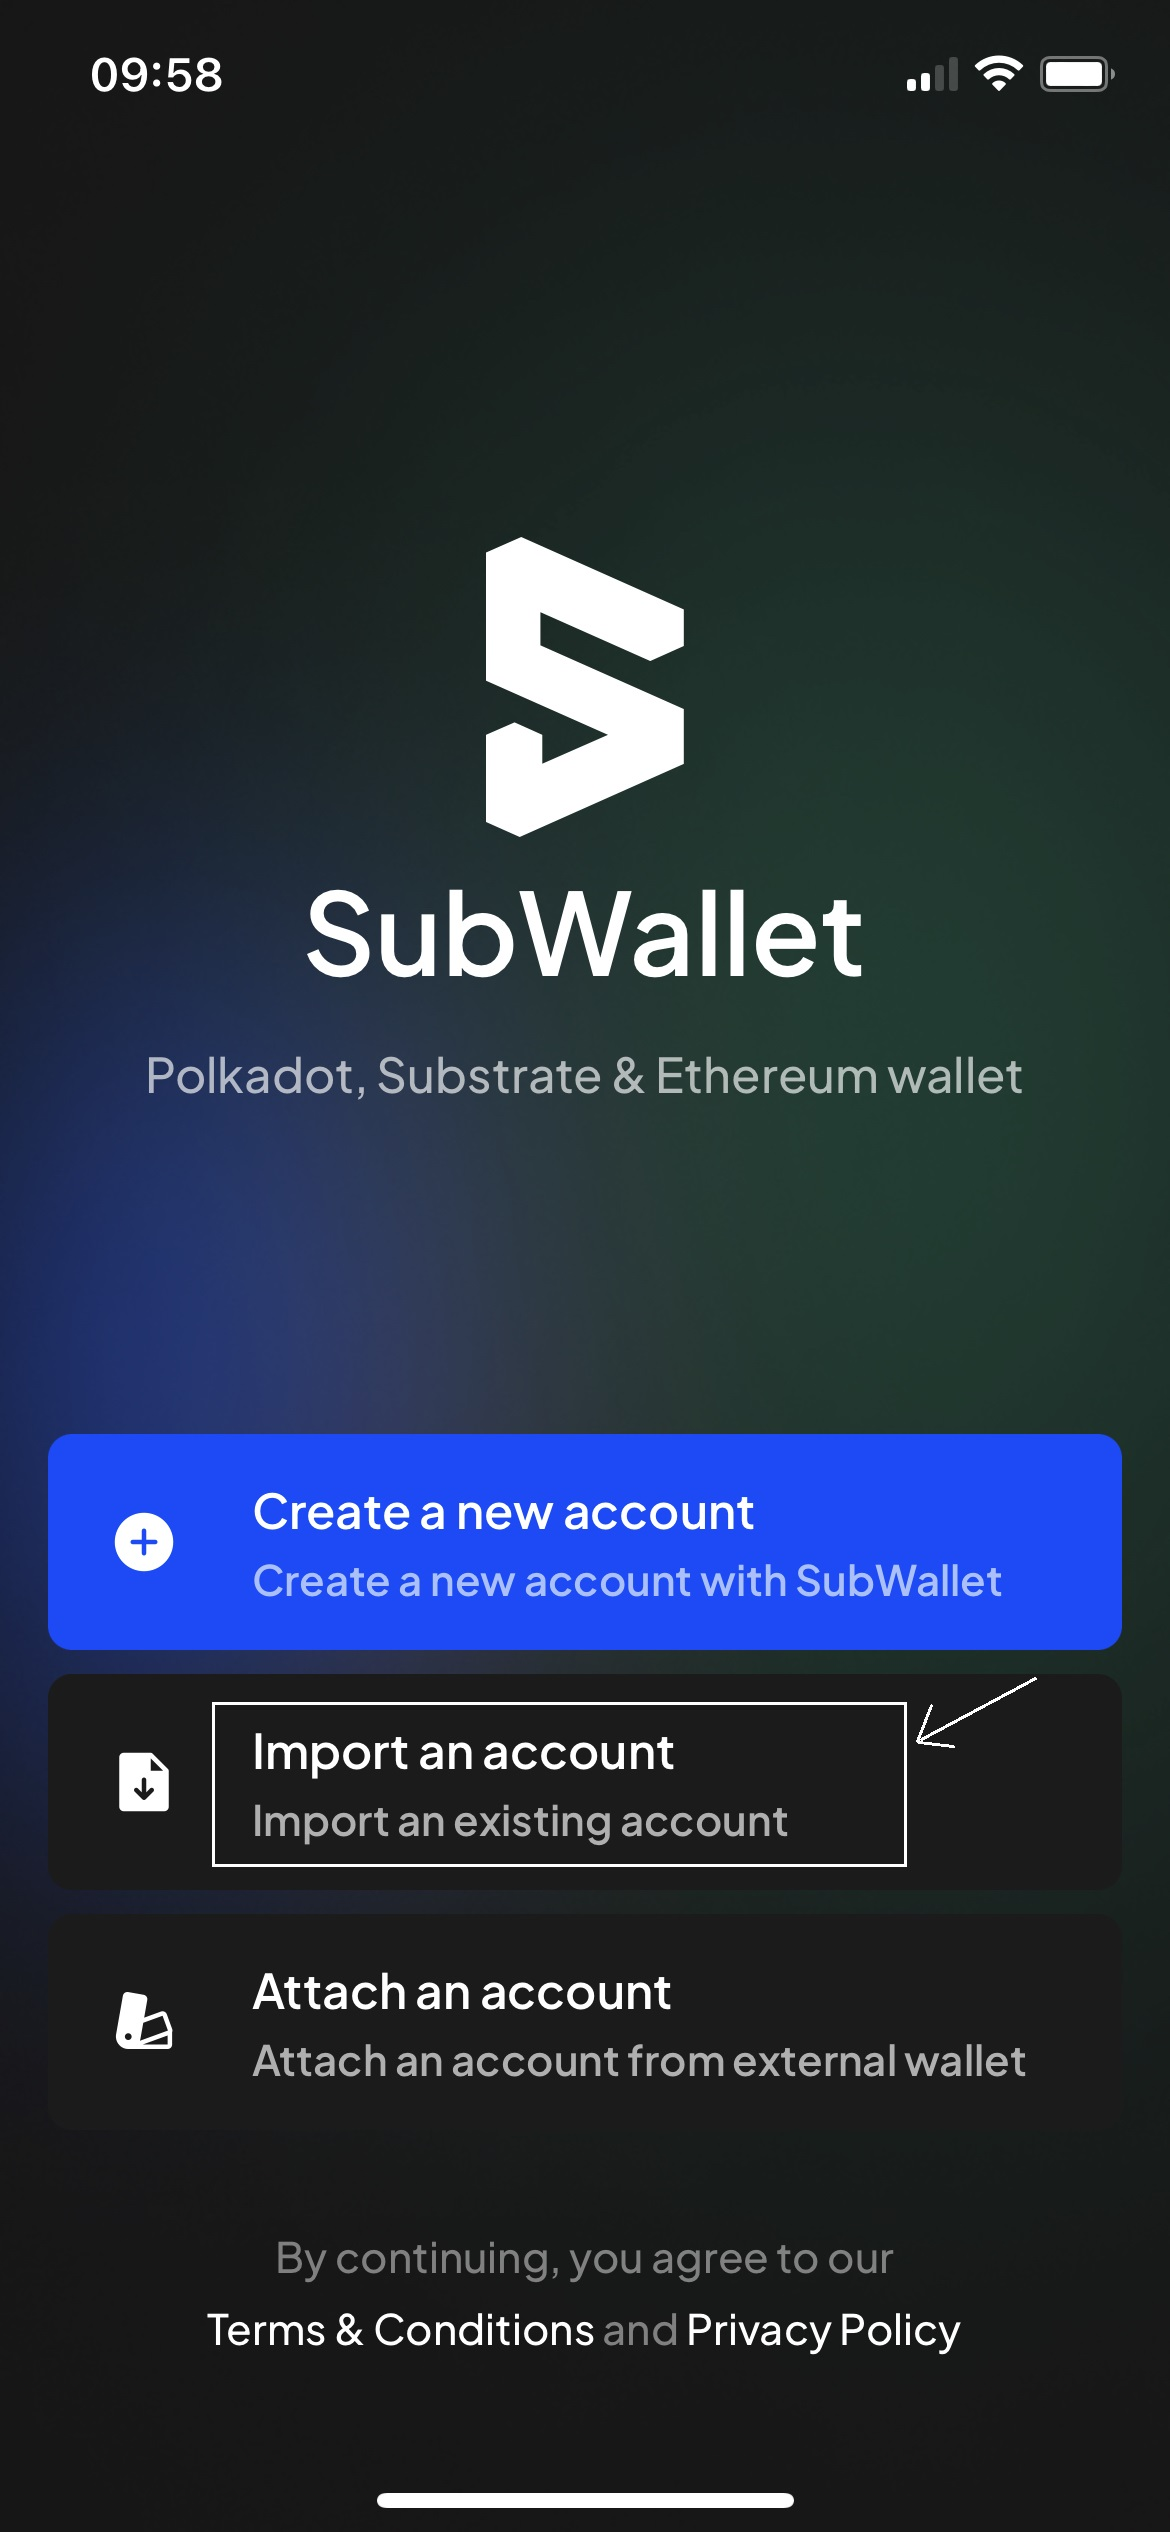 09:58
SubWallet
Polkadot, Substrate & Ethereum wallet
Create a new account
Create a new account with SubWallet
Import an account
Import an existing account
Attach an account
Attach an account from external wallet
By continuing, you agree to our
Terms & Conditions and Privacy Policy